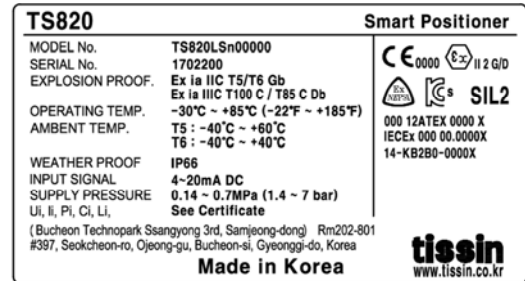 TS820 Smart Positioner
MODEL No. TS820LSn00000
SERIAL No. 1702200
EXPLOSION PROOF. Ex ia IIC T5/T6 Gb
Ex ia IIIC T100 C / T85 C Db
OPERATING TEMP. -30℃ ~ +85℃ (-22℉ ~ +185℉)
AMBENT TEMP. T5 : -40℃ ~ +60℃
T6 : -40℃ ~ +40℃
WEATHER PROOF IP66
INPUT SIGNAL 4~20mA DC
SUPPLY PRESSURE 0.14 ~ 0.7MPa (1.4 ~ 7 bar)
Ui, Ii, Pi, Ci, Li, See Certificate
CE0000 Ex II 2 G/D
Ex NEPSI KCs SIL2
000 12ATEX 0000 X
IECEx 000 00.0000X
14-KB2B0-0000X
( Bucheon Technopark Ssangyong 3rd, Samjeong-dong) Rm202-801
#397, Seokcheon-ro, Ojeong-gu, Bucheon-si, Gyeonggi-do, Korea
Made in Korea
tissin
www.tissin.co.kr